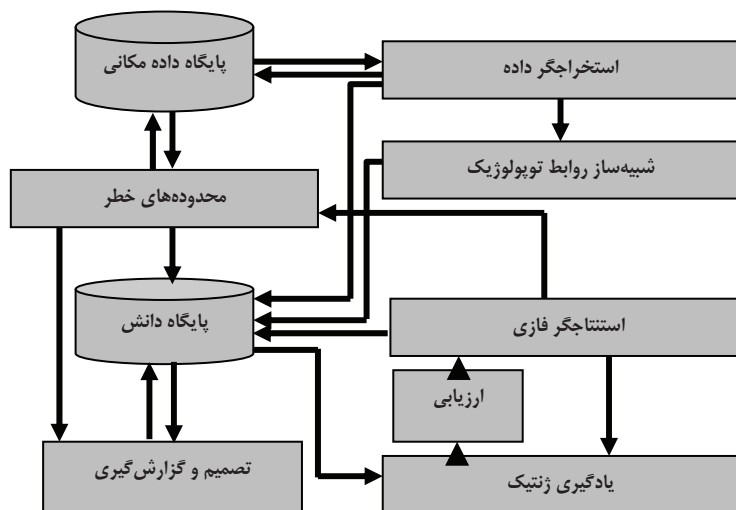 پایگاه داده مکانی
استخراجگر داده
شبیه‌ساز روابط توپولوژیک
محدوده‌های خطر
پایگاه دانش
استنتاجگر فازی
ارزیابی
تصمیم و گزارش‌گیری
یادگیری ژنتیک